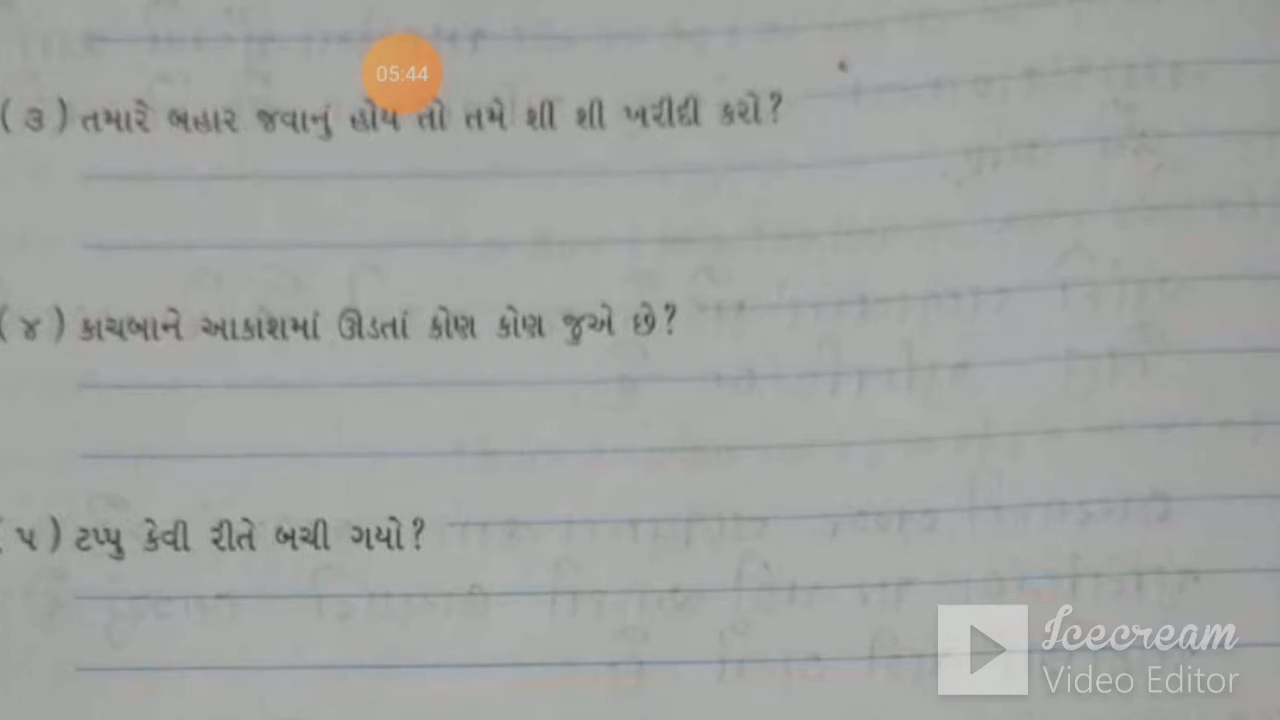 05:44
(૩) તમારે બહાર જવાનું હોય તો તમે શી શી ખરીદી કરો?
(૪) કાચબાને આકાશમાં ઊડતાં કોણ કોણ જુએ છે?
(૫) ટપ્પુ કેવી રીતે બચી ગયો?
Icecream
Video Editor